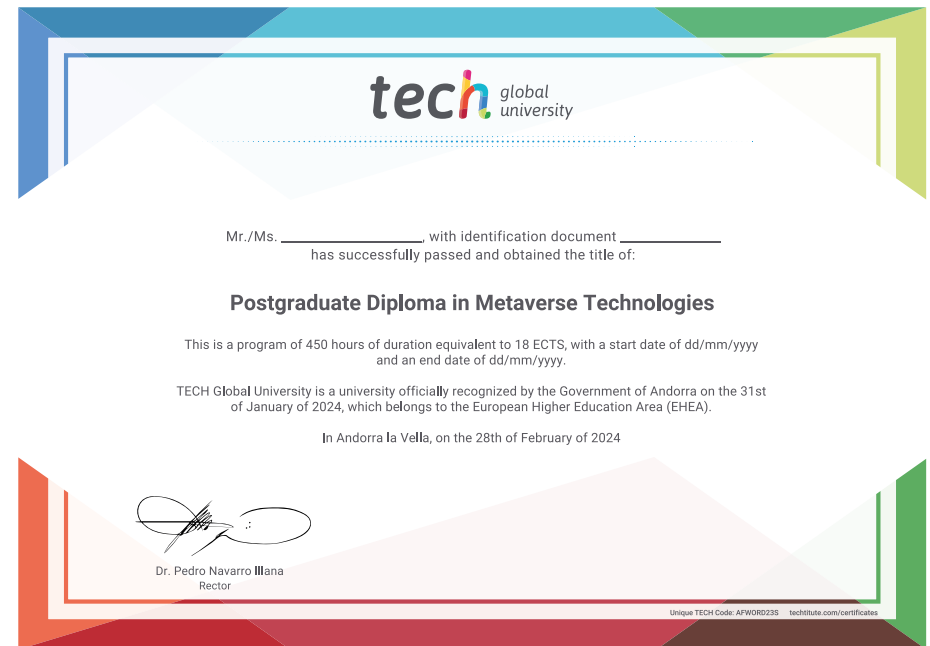 tech global
university
Mr./Ms. ____________, with identification document ____________
has successfully passed and obtained the title of:
Postgraduate Diploma in Metaverse Technologies
This is a program of 450 hours of duration equivalent to 18 ECTS, with a start date of dd/mm/yyyy
and an end date of dd/mm/yyyy.
TECH Global University is a university officially recognized by the Government of Andorra on the 31st
of January of 2024, which belongs to the European Higher Education Area (EHEA).
In Andorra la Vella, on the 28th of February of 2024
Dr. Pedro Navarro Illana
Rector
Unique TECH Code: AFWORD23S techtitute.com/certificates